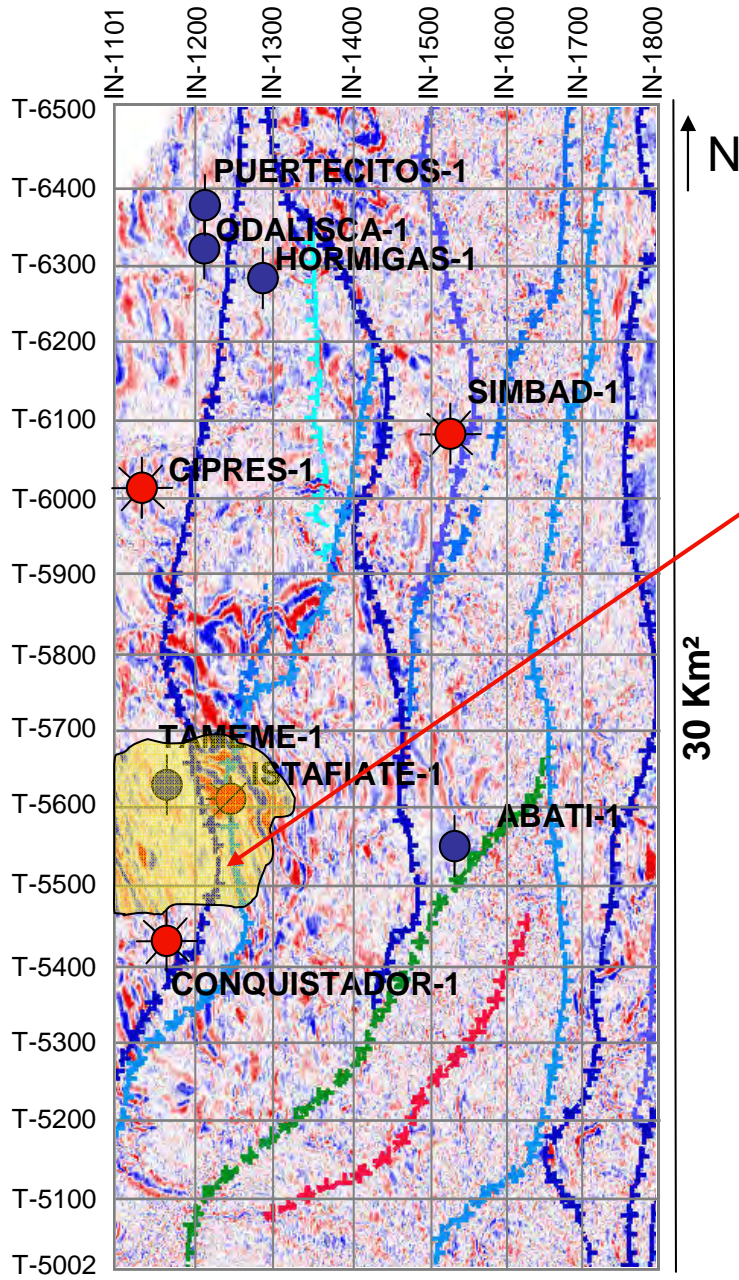 IN-1101
IN-1200
IN-1300
IN-1400
IN-1500
IN-1600
IN-1700
IN-1800
T-6500
N
T-6400
PUERTECITOS-1
ODALISCA-1
T-6300
HORMIGAS-1
T-6200
SIMBAD-1
T-6100
CIPRES-1
T-6000
T-5900
T-5800
30 Km²
T-5700
TAMEME-1
ISTAFIATE-1
T-5600
ABATI-1
T-5500
T-5400
CONQUISTADOR-1
T-5300
T-5200
T-5100
T-5002